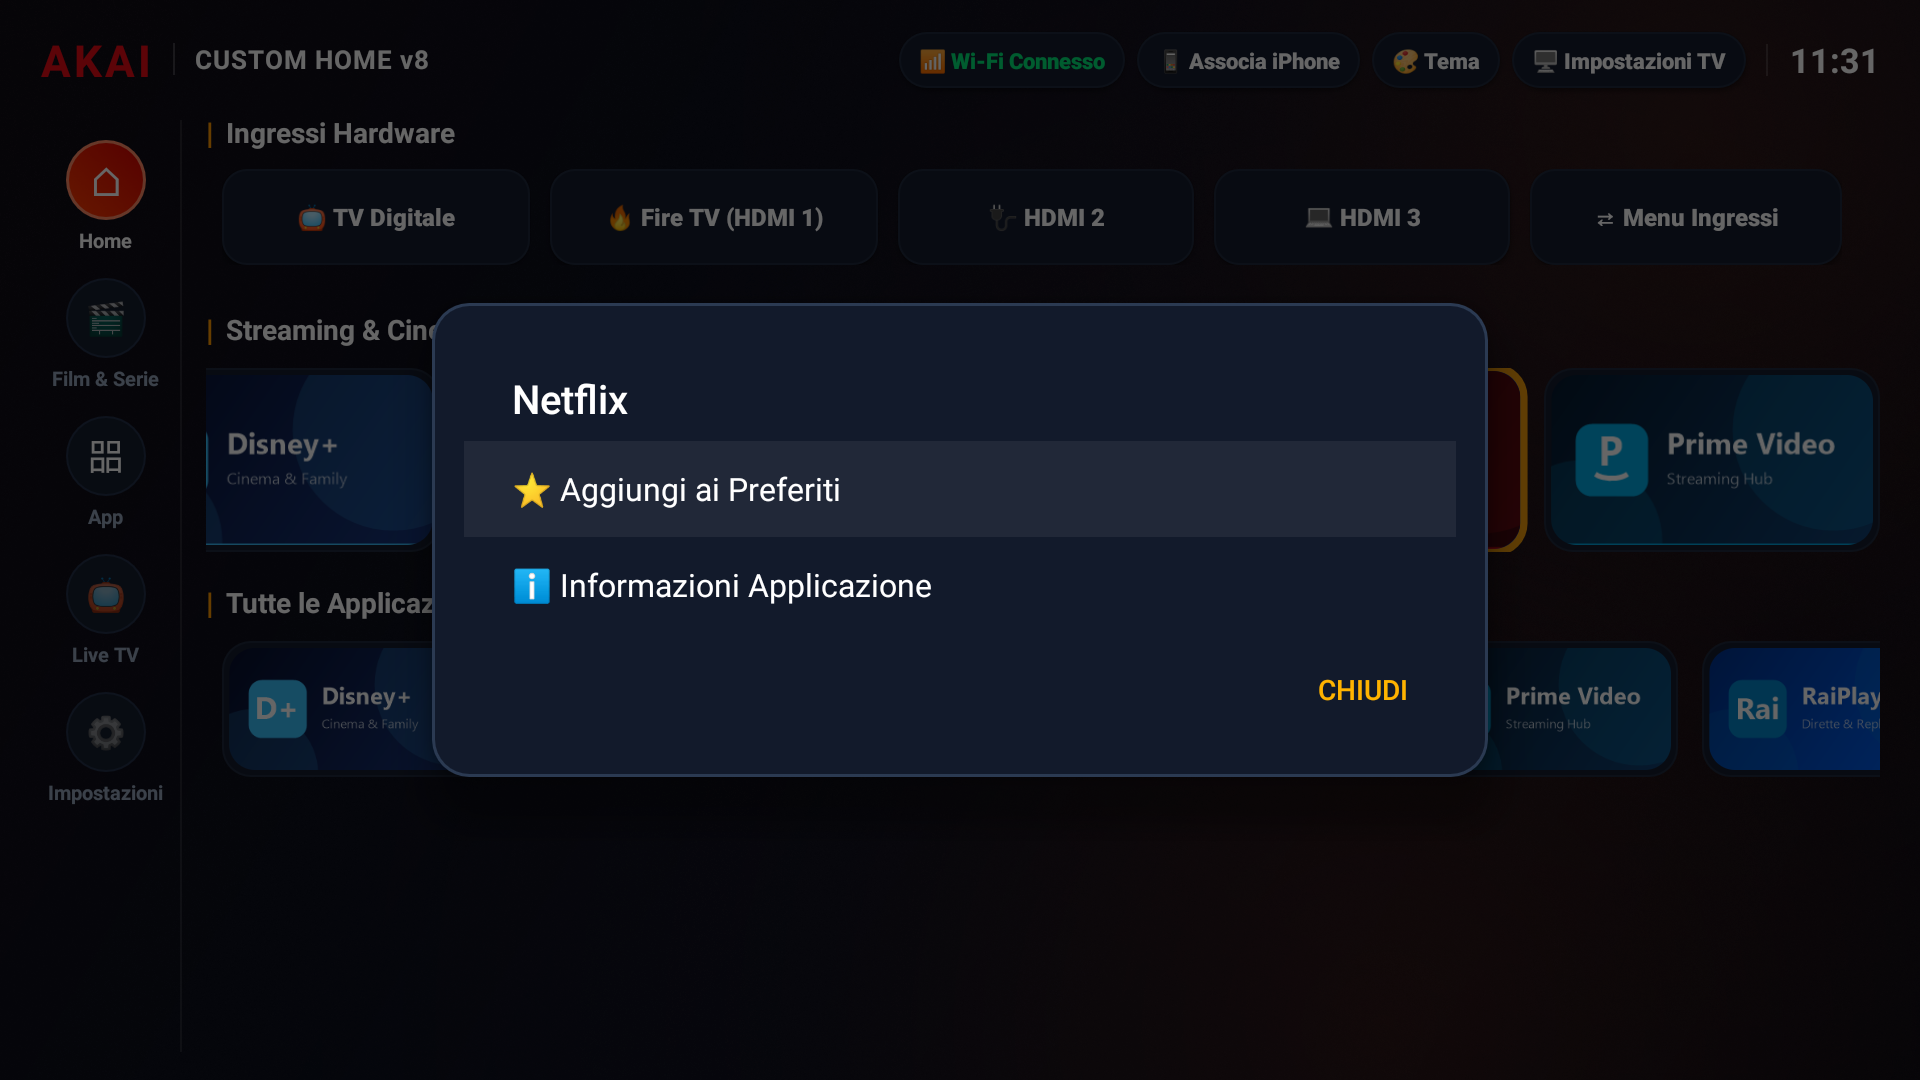 AKAI
CUSTOM HOME v8
Wi-Fi Connesso
Associa iPhone
Tema
Impostazioni TV
11:31
Home
Film & Serie
App
Live TV
Impostazioni
Ingressi Hardware
TV Digitale
Fire TV (HDMI 1)
HDMI 2
HDMI 3
Menu Ingressi
Streaming &
Disney+
Cinema & Family
P
Prime Video
Streaming Hub
Netflix
Aggiungi ai Preferiti
Informazioni Applicazione
CHIUDI
Tutte le
D+
Disney+
Cinema & Family
Prime Video
Streaming Hub
Rai
RaiPlay
Dirette &